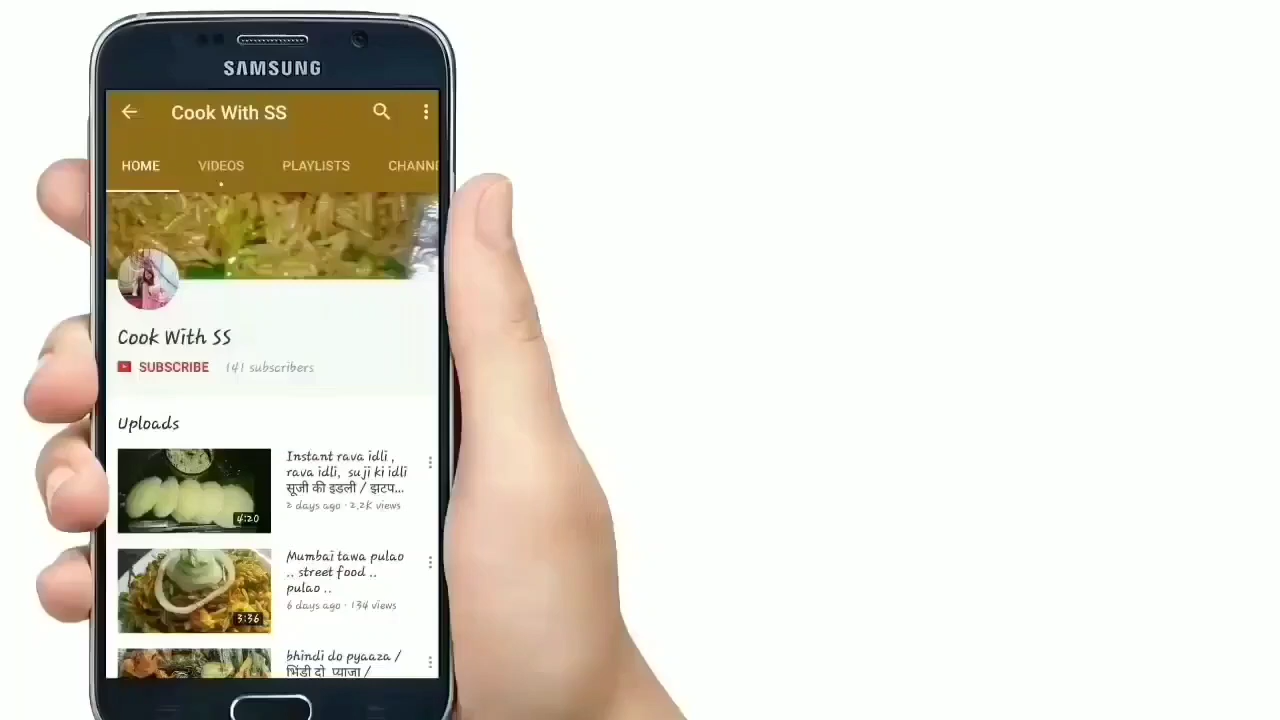 SAMSUNG
Cook With SS
HOME VIDEOS PLAYLISTS CHANN
Cook With SS
SUBSCRIBE 141 subscribers
Uploads
Instant rava idli ,
rava idli, suji ki idli
सूजी की इडली / झटप...
2 days ago · 2.2K views
4:20
Mumbai tawa pulao
.. street food ..
pulao ..
6 days ago · 134 views
3:36
bhindi do pyaaza /
भिंडी दो प्याजा /